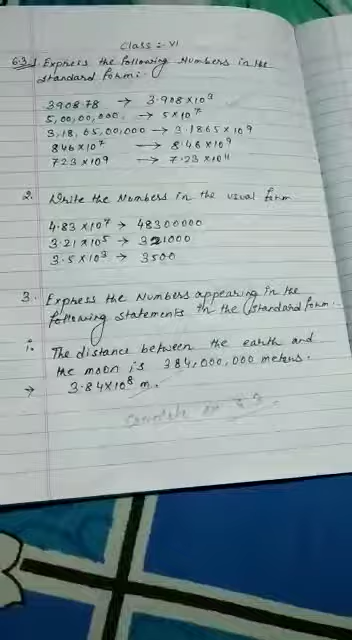 Class :- VI
6.3 1. Express the following Numbers in the
standard form:-
3908.78 → 3.908 × 10³
5,00,00,000 → 5 × 10⁷
3,18,65,00,000 → 3.1865 × 10⁹
846 × 10⁷ → 8.46 × 10⁹
723 × 10⁹ → 7.23 × 10¹¹
2. Write the Numbers in the usual form
4.83 × 10⁷ → 48300000
3.21 × 10⁵ → 321000
3.5 × 10³ → 3500
3. Express the Numbers appearing in the
following statements in the standard form.
i. The distance between the earth and
the moon is 384,000,000 meters.
→ 3.84 × 10⁸ m.